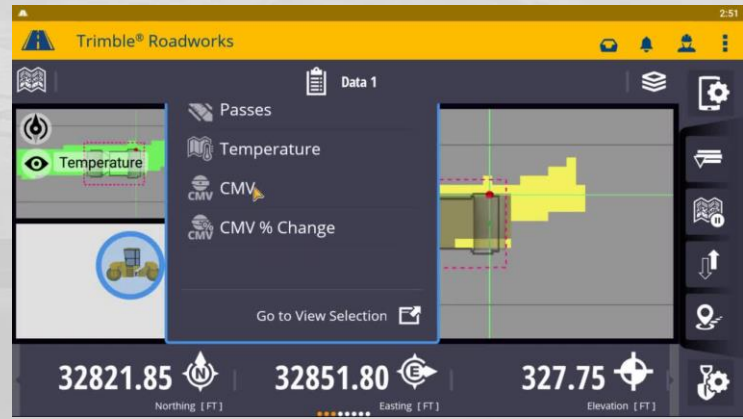 2:51
Trimble® Roadworks
Data 1
Passes
Temperature
Temperature
CMV CMV
CMV CMV % Change
Go to View Selection
32821.85 N
Northing [FT]
32851.80 E
Easting [FT]
327.75
Elevation [FT]